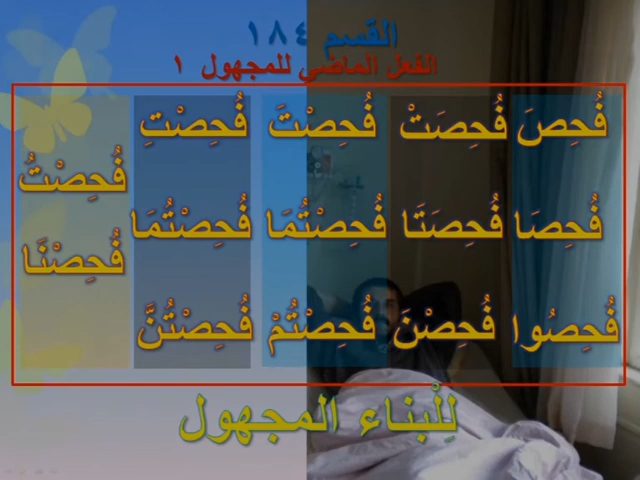 القسم ١٨٤
الفعل الماضي للمجهول ١
فُحِصَ فُحِصَتْ فُحِصْتَ فُحِصْتِ فُحِصْتُ
فُحِصَا فُحِصَتَا فُحِصْتُمَا فُحِصْتُمَا فُحِصْنَا
فُحِصُوا فُحِصْنَ فُحِصْتُمْ فُحِصْتُنَّ
لِلْبناء المجهول